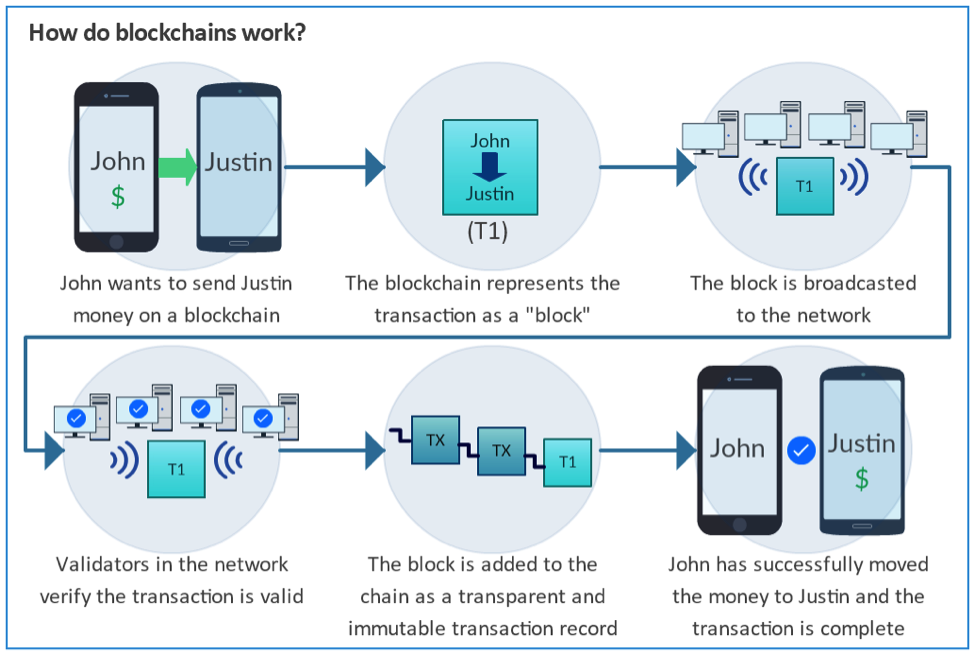 How do blockchains work?
John
$
Justin
John wants to send Justin
money on a blockchain
John
Justin
(T1)
The blockchain represents the
transaction as a "block"
T1
The block is broadcasted
to the network
T1
Validators in the network
verify the transaction is valid
TX
TX
T1
The block is added to the
chain as a transparent and
immutable transaction record
John
Justin
$
John has successfully moved
the money to Justin and the
transaction is complete